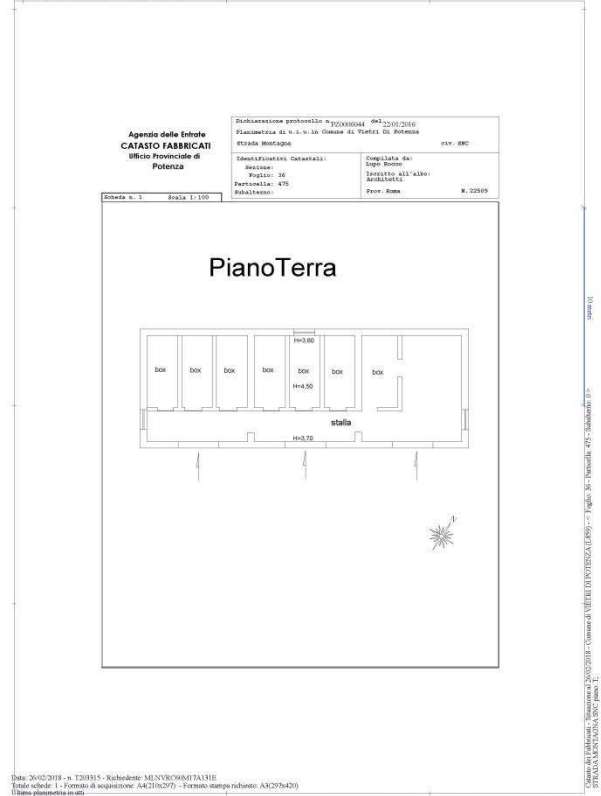 Agenzia delle Entrate
CATASTO FABBRICATI
Ufficio Provinciale di
Potenza
Dichiarazione protocollo n. PZ0006044 del 22/01/2016
Planimetria di u.i.u. in Comune di Vietri Di Potenza
Strada Montagna civ. SNC
Identificativi Catastali:
Sezione:
Foglio: 36
Particella: 475
Subalterno:
Compilata da:
Lupo Rocco
Iscritto all'albo:
Architetti
Prov. Roma N. 22509
Scheda n. 1 Scala 1:100
PianoTerra
H=3,60
box box box box box box box
H=4,50
stalla
H=3,70
N
10 metri
Catasto dei Fabbricati - Situazione al 26/02/2018 - Comune di VIETRI DI POTENZA (L859) - < Foglio: 36 - Particella: 475 - Subalterno: 0 >
STRADA MONTAGNA SNC piano: T;
Data: 26/02/2018 - n. T203315 - Richiedente: MLNVRC60M17A131E
Totale schede: 1 - Formato di acquisizione: A4(210x297) - Formato stampa richiesto: A3(297x420)
Ultima planimetria in atti